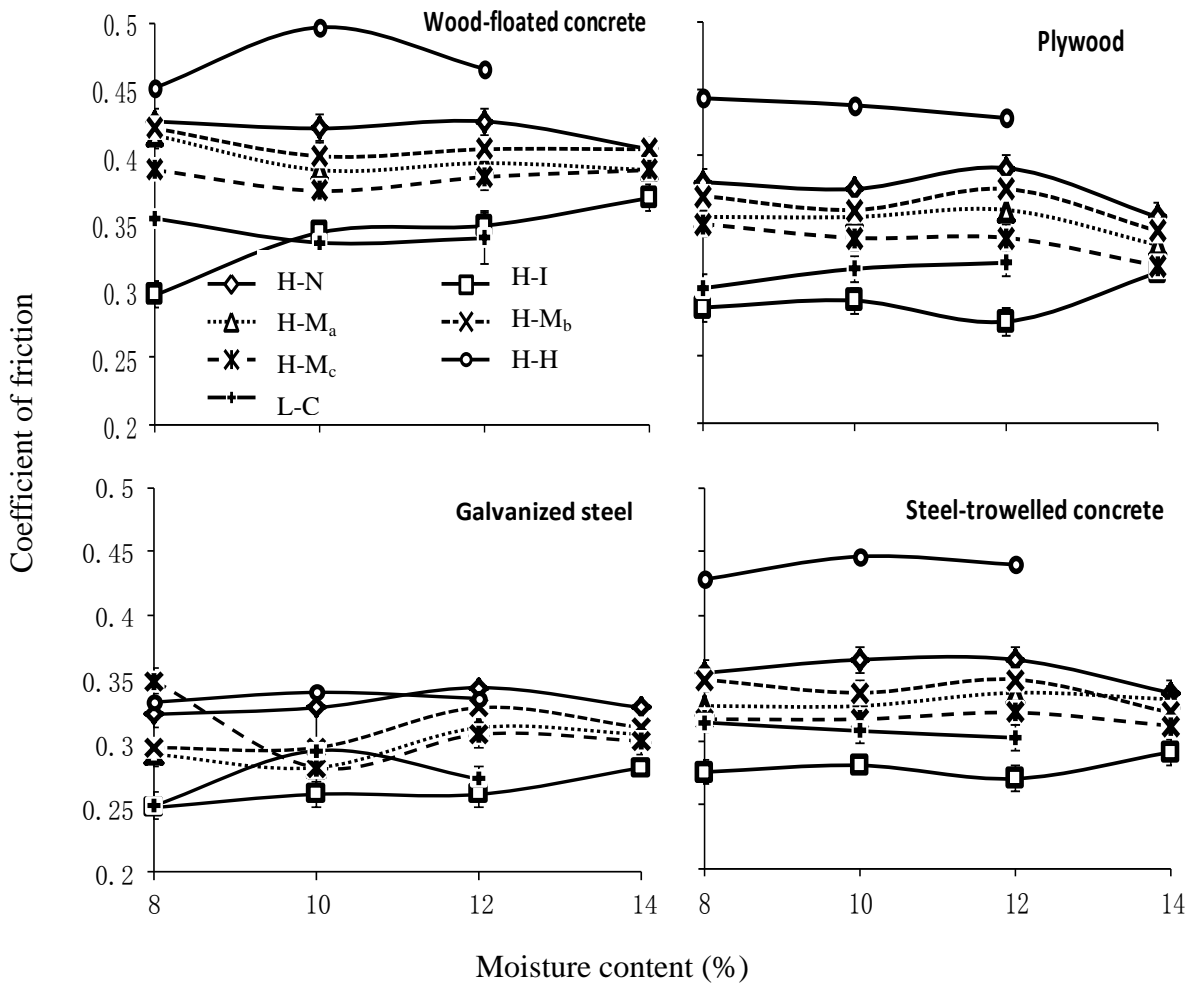 Coefficient of friction
Wood-floated concrete
0.5
0.45
0.4
0.35
0.3
0.25
0.2
H-N
H-I
H-Ma
H-Mb
H-Mc
H-H
L-C
Plywood
Galvanized steel
0.5
0.45
0.4
0.35
0.3
0.25
0.2
8 10 12 14
Steel-trowelled concrete
8 10 12 14
Moisture content (%)